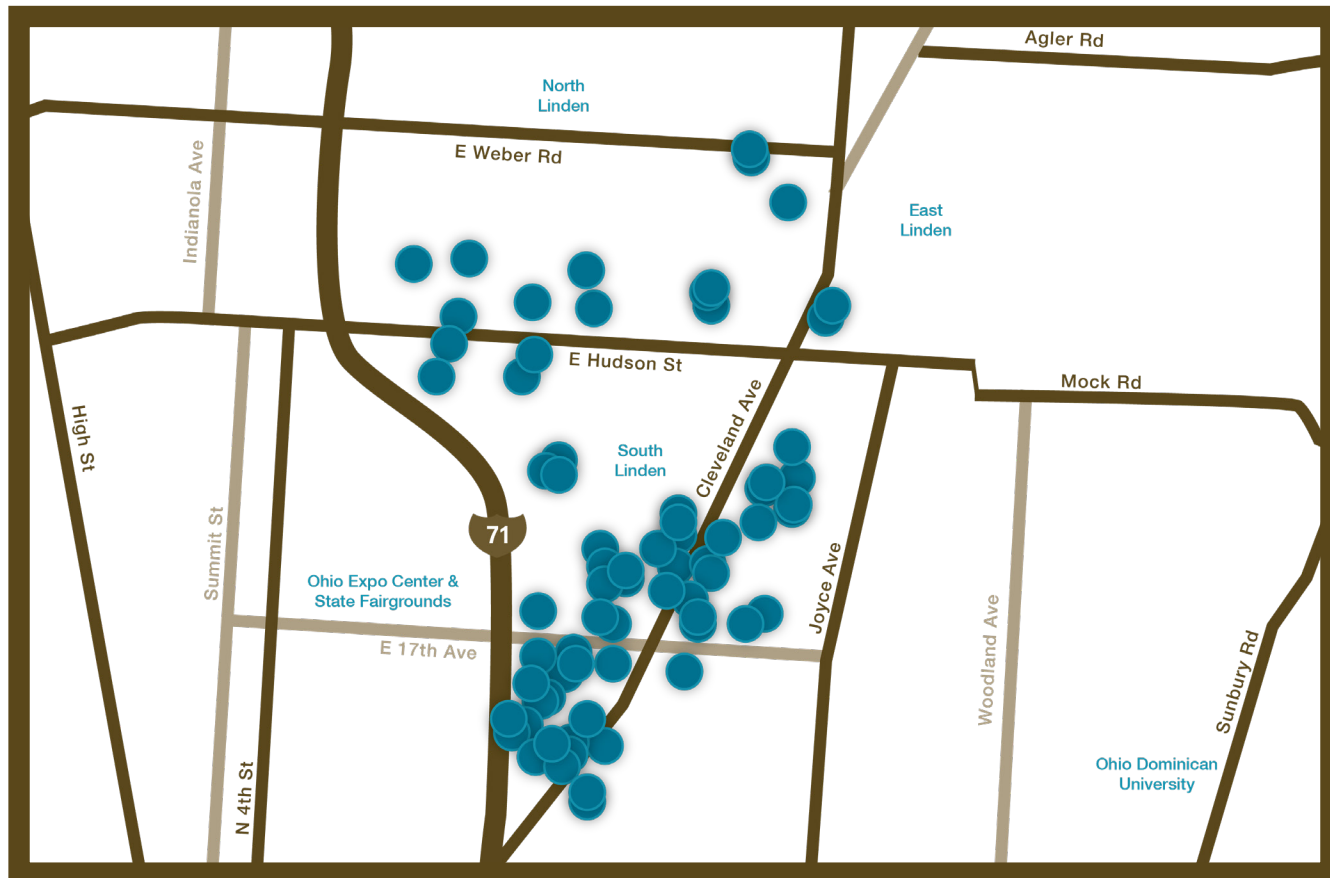 Agler Rd
North
Linden
E Weber Rd
Indianola Ave
East
Linden
E Hudson St
Mock Rd
High St
Cleveland Ave
South
Linden
71
Summit St
Ohio Expo Center &
State Fairgrounds
Joyce Ave
E 17th Ave
Woodland Ave
Sunbury Rd
N 4th St
Ohio Dominican
University